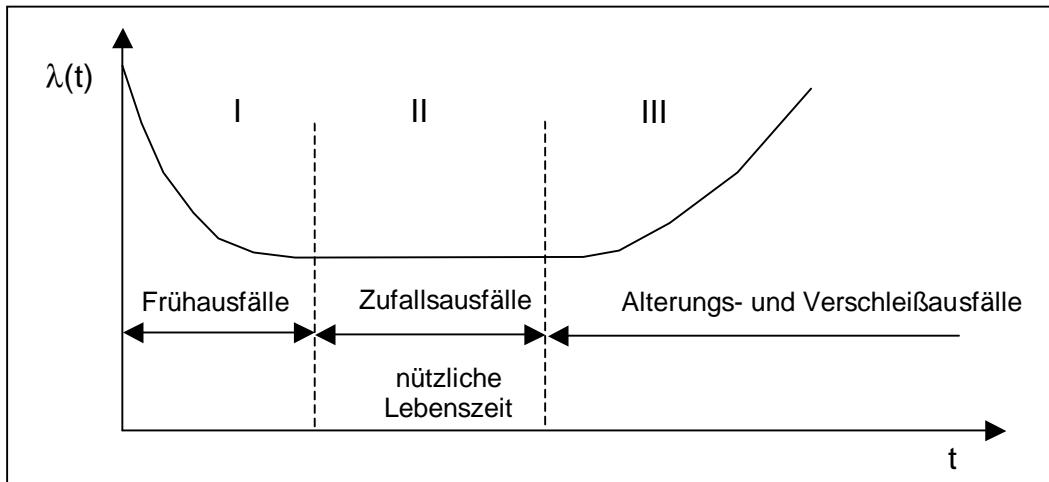 λ(t)
I
II
III
Frühausfälle
Zufallsausfälle
Alterungs- und Verschleißausfälle
nützliche
Lebenszeit
t